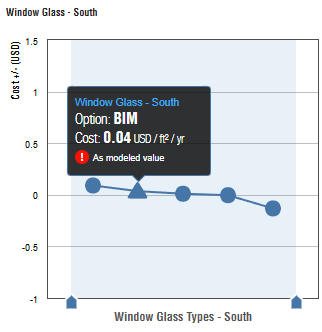 Window Glass - South
Cost +/- (USD)
1.5
1
0.5
0
-0.5
-1
Window Glass - South
Option: BIM
Cost: 0.04 USD / ft² / yr
! As modeled value
Window Glass Types - South